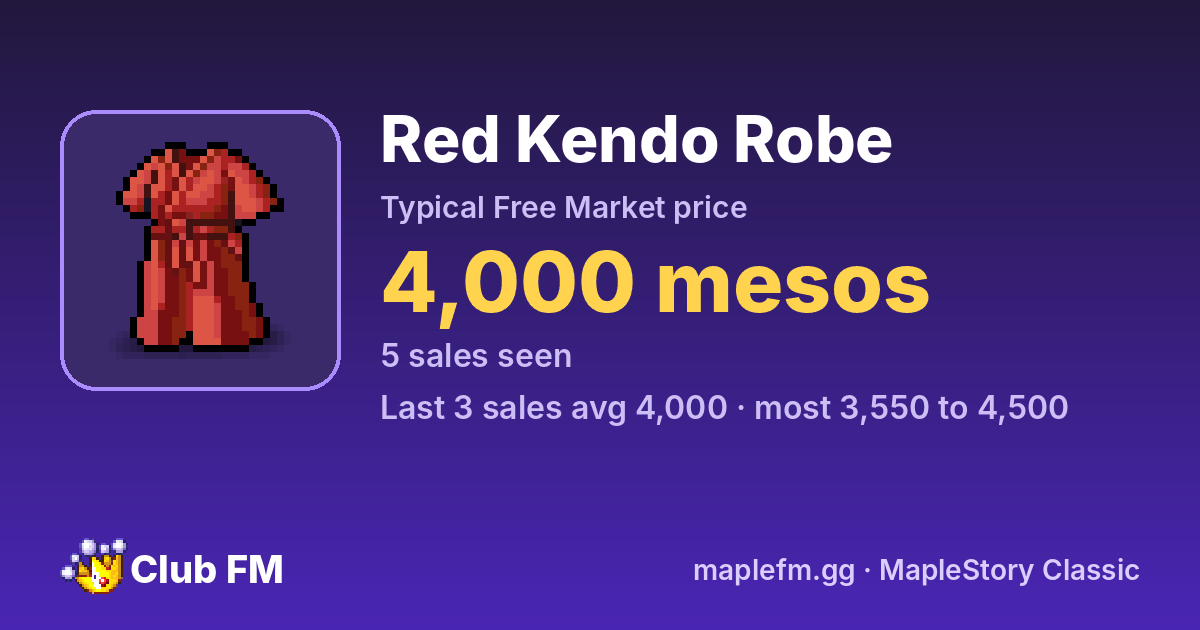 Red Kendo Robe
Typical Free Market price
4,000 mesos
5 sales seen
Last 3 sales avg 4,000 · most 3,550 to 4,500
Club FM
maplefm.gg · MapleStory Classic